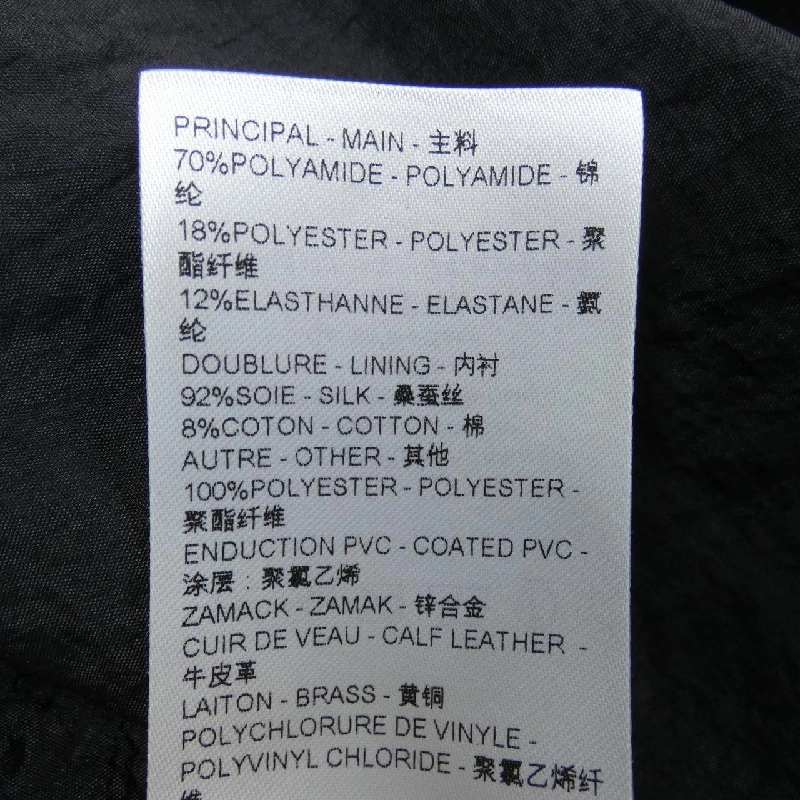 PRINCIPAL - MAIN - 主料
70%POLYAMIDE - POLYAMIDE - 锦
纶
18%POLYESTER - POLYESTER - 聚
酯纤维
12%ELASTHANNE - ELASTANE - 氨
纶
DOUBLURE - LINING - 内衬
92%SOIE - SILK - 桑蚕丝
8%COTON - COTTON - 棉
AUTRE - OTHER - 其他
100%POLYESTER - POLYESTER -
聚酯纤维
ENDUCTION PVC - COATED PVC -
涂层 : 聚氯乙烯
ZAMACK - ZAMAK - 锌合金
CUIR DE VEAU - CALF LEATHER -
牛皮革
LAITON - BRASS - 黄铜
POLYCHLORURE DE VINYLE -
POLYVINYL CHLORIDE - 聚氯乙烯纤
维